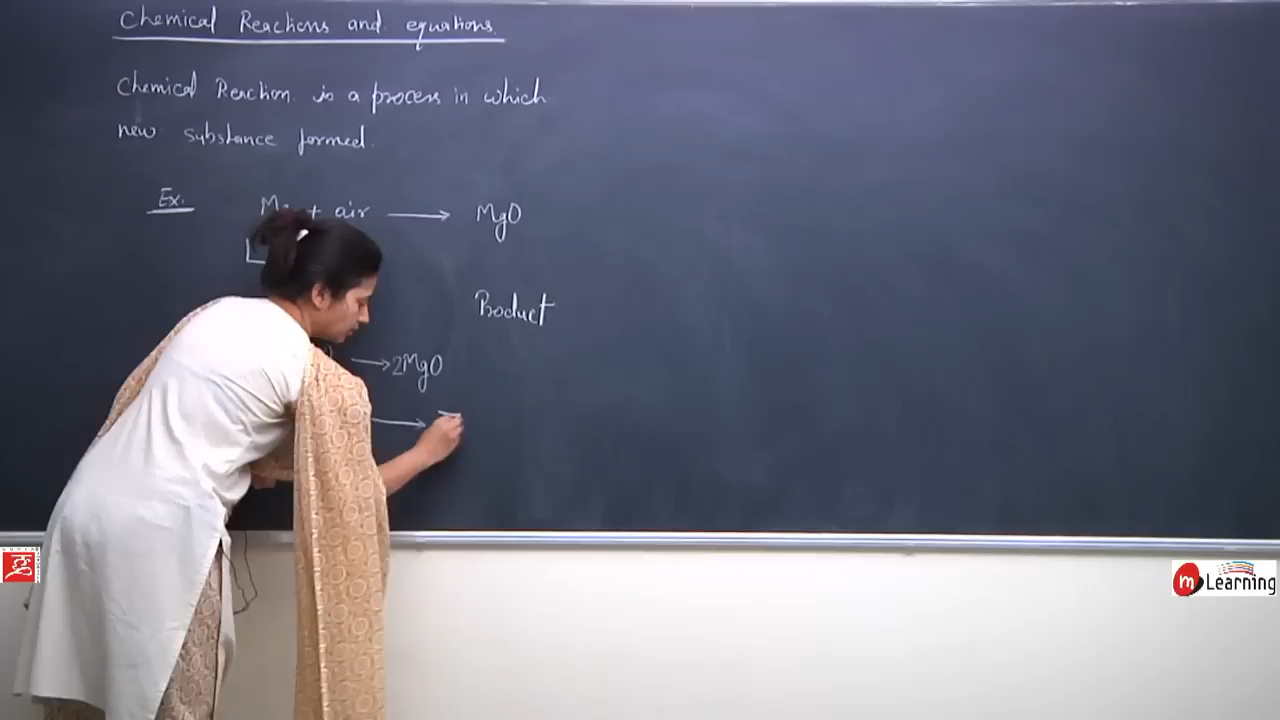 Chemical Reactions and equations.
Chemical Reaction is a process in which
new substance formed.
Ex. Mg + air → MgO
Product
→ 2MgO
→
m Learning